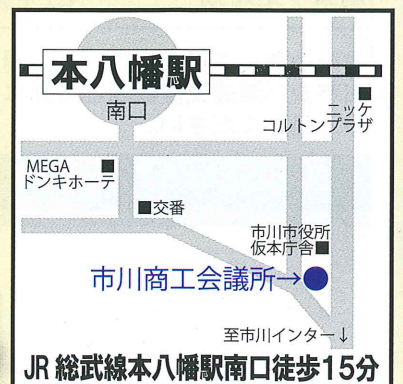 本八幡駅
南口
ニッケ
コルトンプラザ
MEGA
ドンキホーテ
交番
市川市役所
仮本庁舎
市川商工会議所→
至市川インター↓
JR 総武線本八幡駅南口徒歩15分